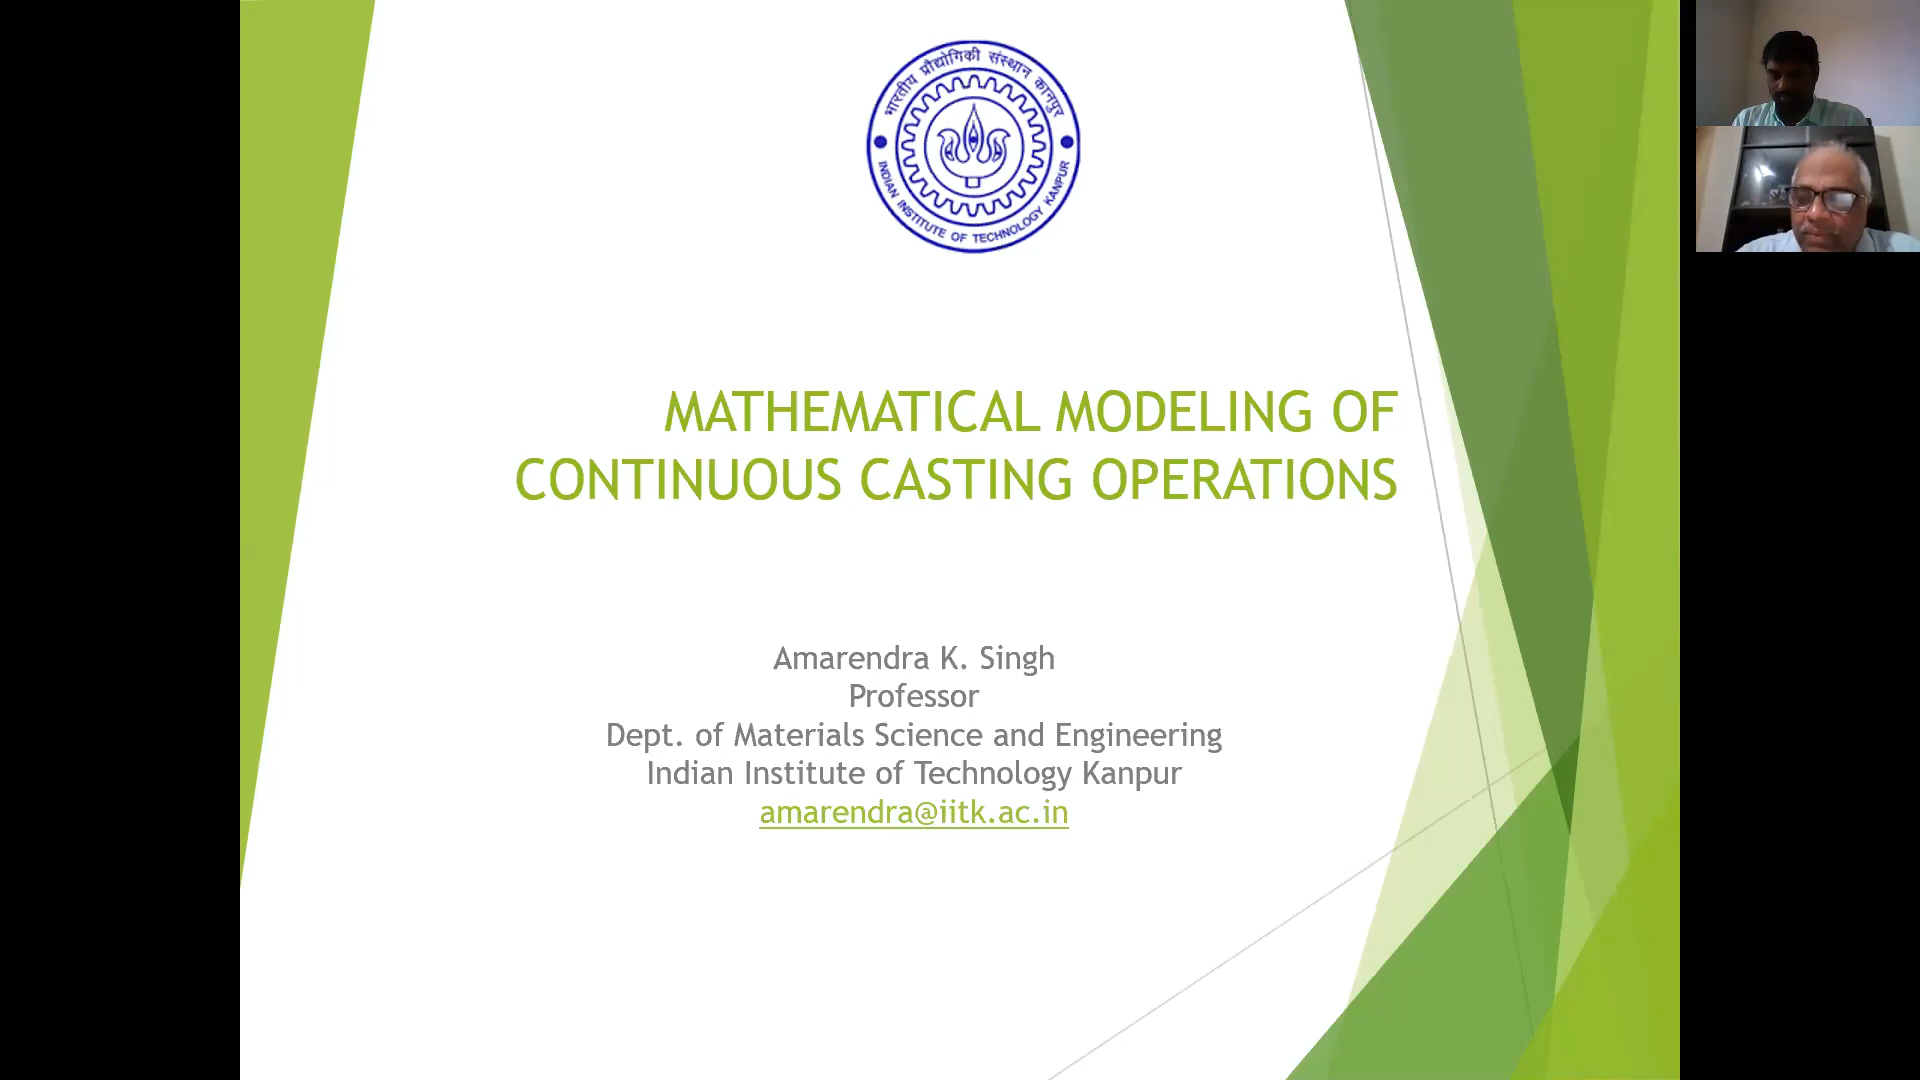 भारतीय प्रौद्योगिकी संस्थान कानपुर
INDIAN INSTITUTE OF TECHNOLOGY KANPUR
MATHEMATICAL MODELING OF
CONTINUOUS CASTING OPERATIONS
Amarendra K. Singh
Professor
Dept. of Materials Science and Engineering
Indian Institute of Technology Kanpur
amarendra@iitk.ac.in